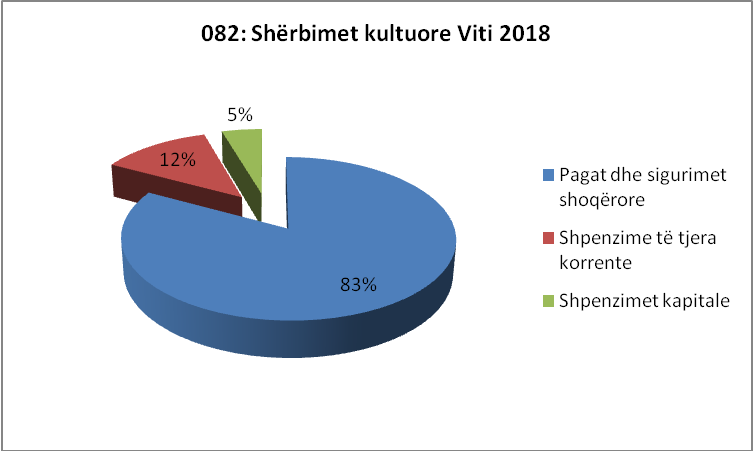 082: Shërbimet kultuore Viti 2018
5%
12%
83%
Pagat dhe sigurimet
shoqërore
Shpenzime të tjera
korrente
Shpenzimet kapitale